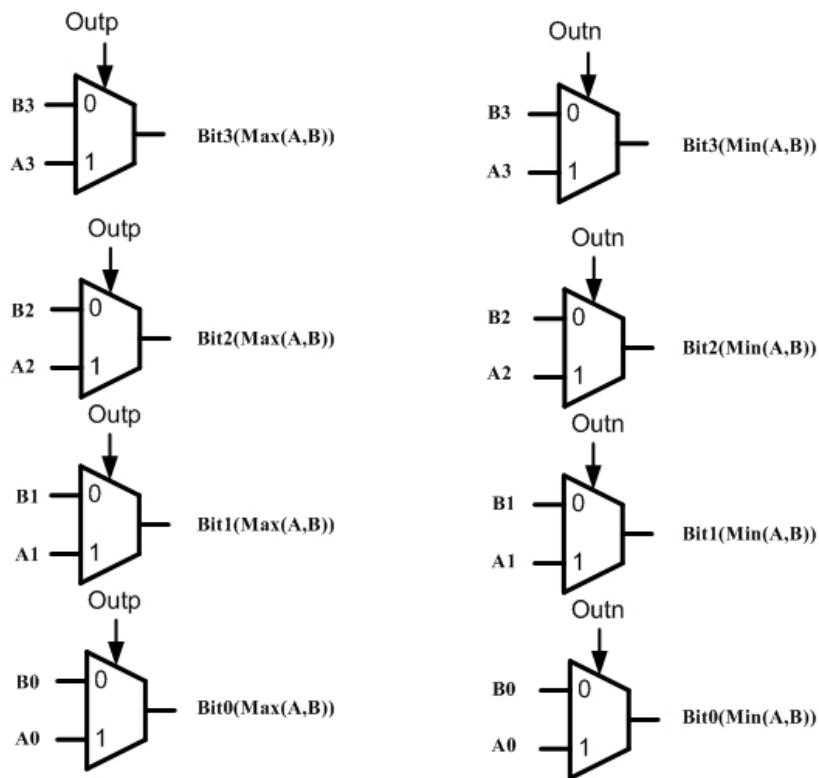 Outp
B3
0
A3
1
Bit3(Max(A,B))
Outp
B2
0
A2
1
Bit2(Max(A,B))
Outp
B1
0
A1
1
Bit1(Max(A,B))
Outp
B0
0
A0
1
Bit0(Max(A,B))
Outn
B3
0
A3
1
Bit3(Min(A,B))
Outn
B2
0
A2
1
Bit2(Min(A,B))
Outn
B1
0
A1
1
Bit1(Min(A,B))
Outn
B0
0
A0
1
Bit0(Min(A,B))